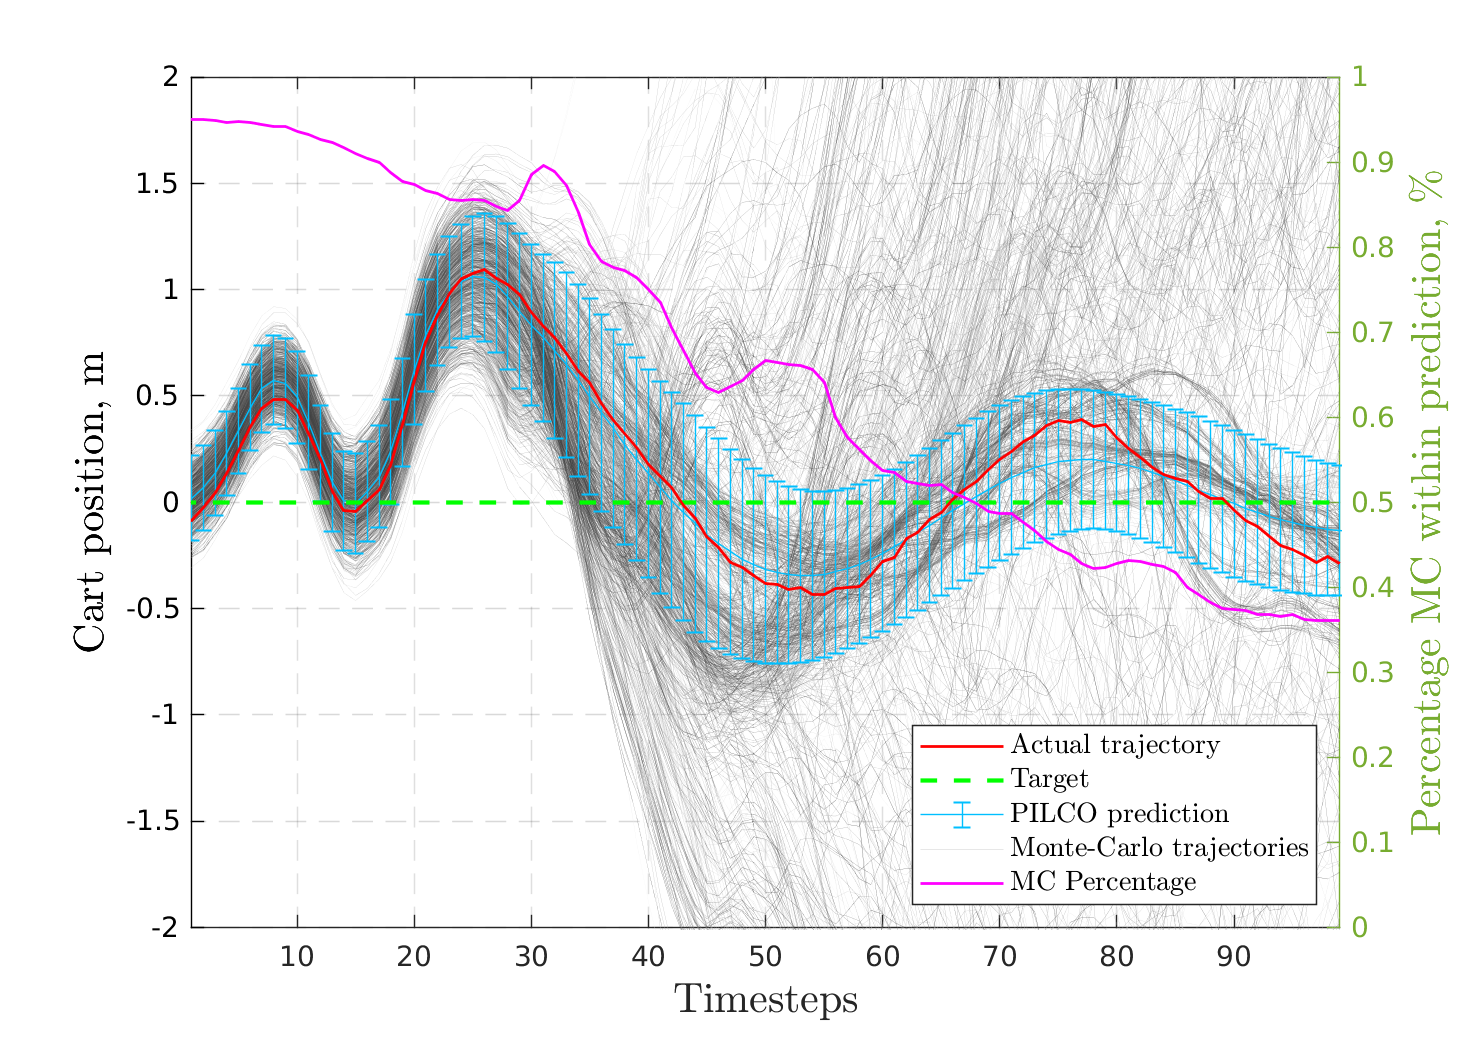 2
1.5
1
0.5
0
-0.5
-1
-1.5
-2
Cart position, m
10 20 30 40 50 60 70 80 90
Timesteps
1
0.9
0.8
0.7
0.6
0.5
0.4
0.3
0.2
0.1
0
Percentage MC within prediction, %
Actual trajectory
Target
PILCO prediction
Monte-Carlo trajectories
MC Percentage